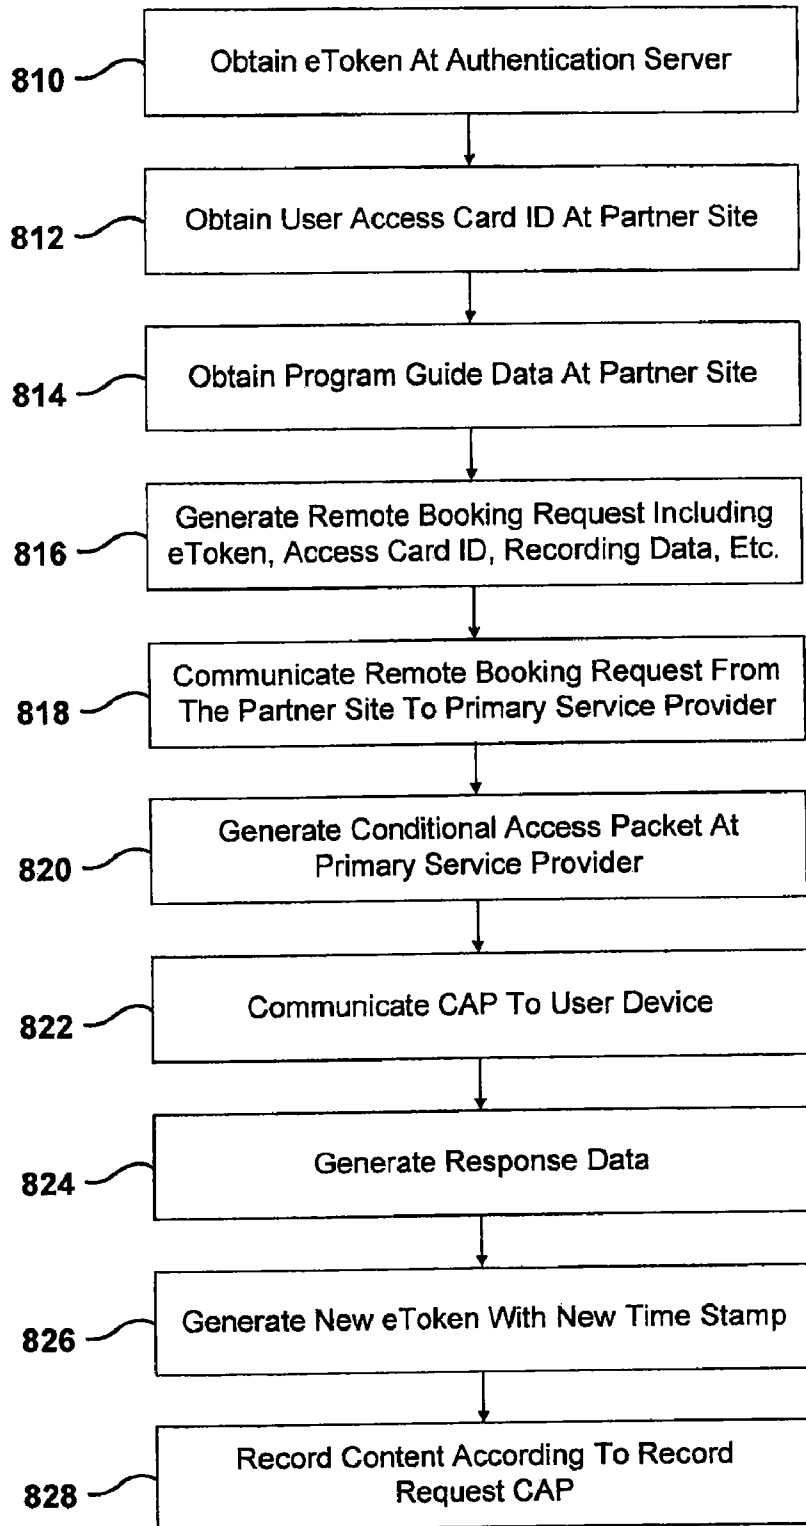 810
Obtain eToken At Authentication Server
812
Obtain User Access Card ID At Partner Site
814
Obtain Program Guide Data At Partner Site
816
Generate Remote Booking Request Including
eToken, Access Card ID, Recording Data, Etc.
818
Communicate Remote Booking Request From
The Partner Site To Primary Service Provider
820
Generate Conditional Access Packet At
Primary Service Provider
822
Communicate CAP To User Device
824
Generate Response Data
826
Generate New eToken With New Time Stamp
828
Record Content According To Record
Request CAP